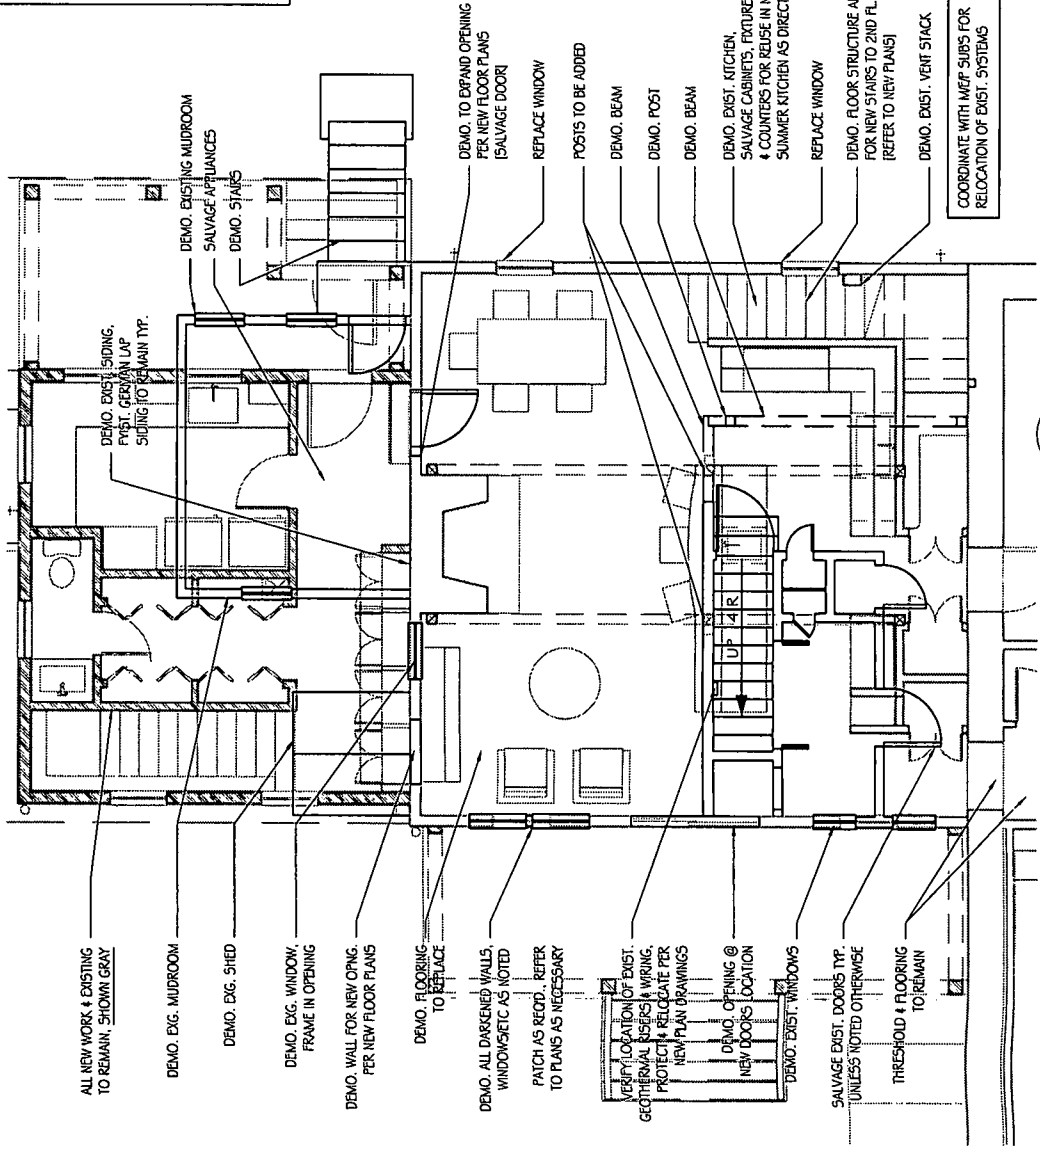 ALL NEW WORK & EXISTING
TO REMAIN, SHOWN GRAY
DEMO. EXG. MUDROOM
DEMO. EXG. SHED
DEMO. EXG. WINDOW,
FRAME IN OPENING
DEMO. WALL FOR NEW OPNG.
PER NEW FLOOR PLANS
DEMO. FLOORING
TO REPLACE
DEMO. ALL DARKENED WALLS,
WINDOWS/ETC AS NOTED
PATCH AS REQ'D., REFER
TO PLANS AS NECESSARY
VERIFY LOCATION OF EXIST.
GEOTHERMAL RISERS & WIRING,
PROTECT & RELOCATE PER
NEW PLAN DRAWINGS
DEMO. OPENING @
NEW DOORS LOCATION
DEMO. EXIST. WINDOWS
SALVAGE EXIST. DOORS TYP.
UNLESS NOTED OTHERWISE
THRESHOLD & FLOORING
TO REMAIN
DEMO. EXIST. SIDING,
EXIST. GERMAN LAP
SIDING TO REMAIN TYP.
UP 14 R
DEMO. EXISTING MUDROOM
SALVAGE APPLIANCES
DEMO. STAIRS
DEMO. TO EXPAND OPENING
PER NEW FLOOR PLANS
[SALVAGE DOOR]
REPLACE WINDOW
POSTS TO BE ADDED
DEMO. BEAM
DEMO. POST
DEMO. BEAM
DEMO. EXIST. KITCHEN,
SALVAGE CABINETS,
& COUNTERS FOR REUSE IN
SUMMER KITCHEN AS
REPLACE WINDOW
DEMO. FLOOR STRUCTURE
FOR NEW STAIRS TO 2ND FL.
[REFER TO NEW PLANS]
DEMO. EXIST. VENT STACK
COORDINATE WITH M/E/P SUBS FOR
RELOCATION OF EXIST. SYSTEMS